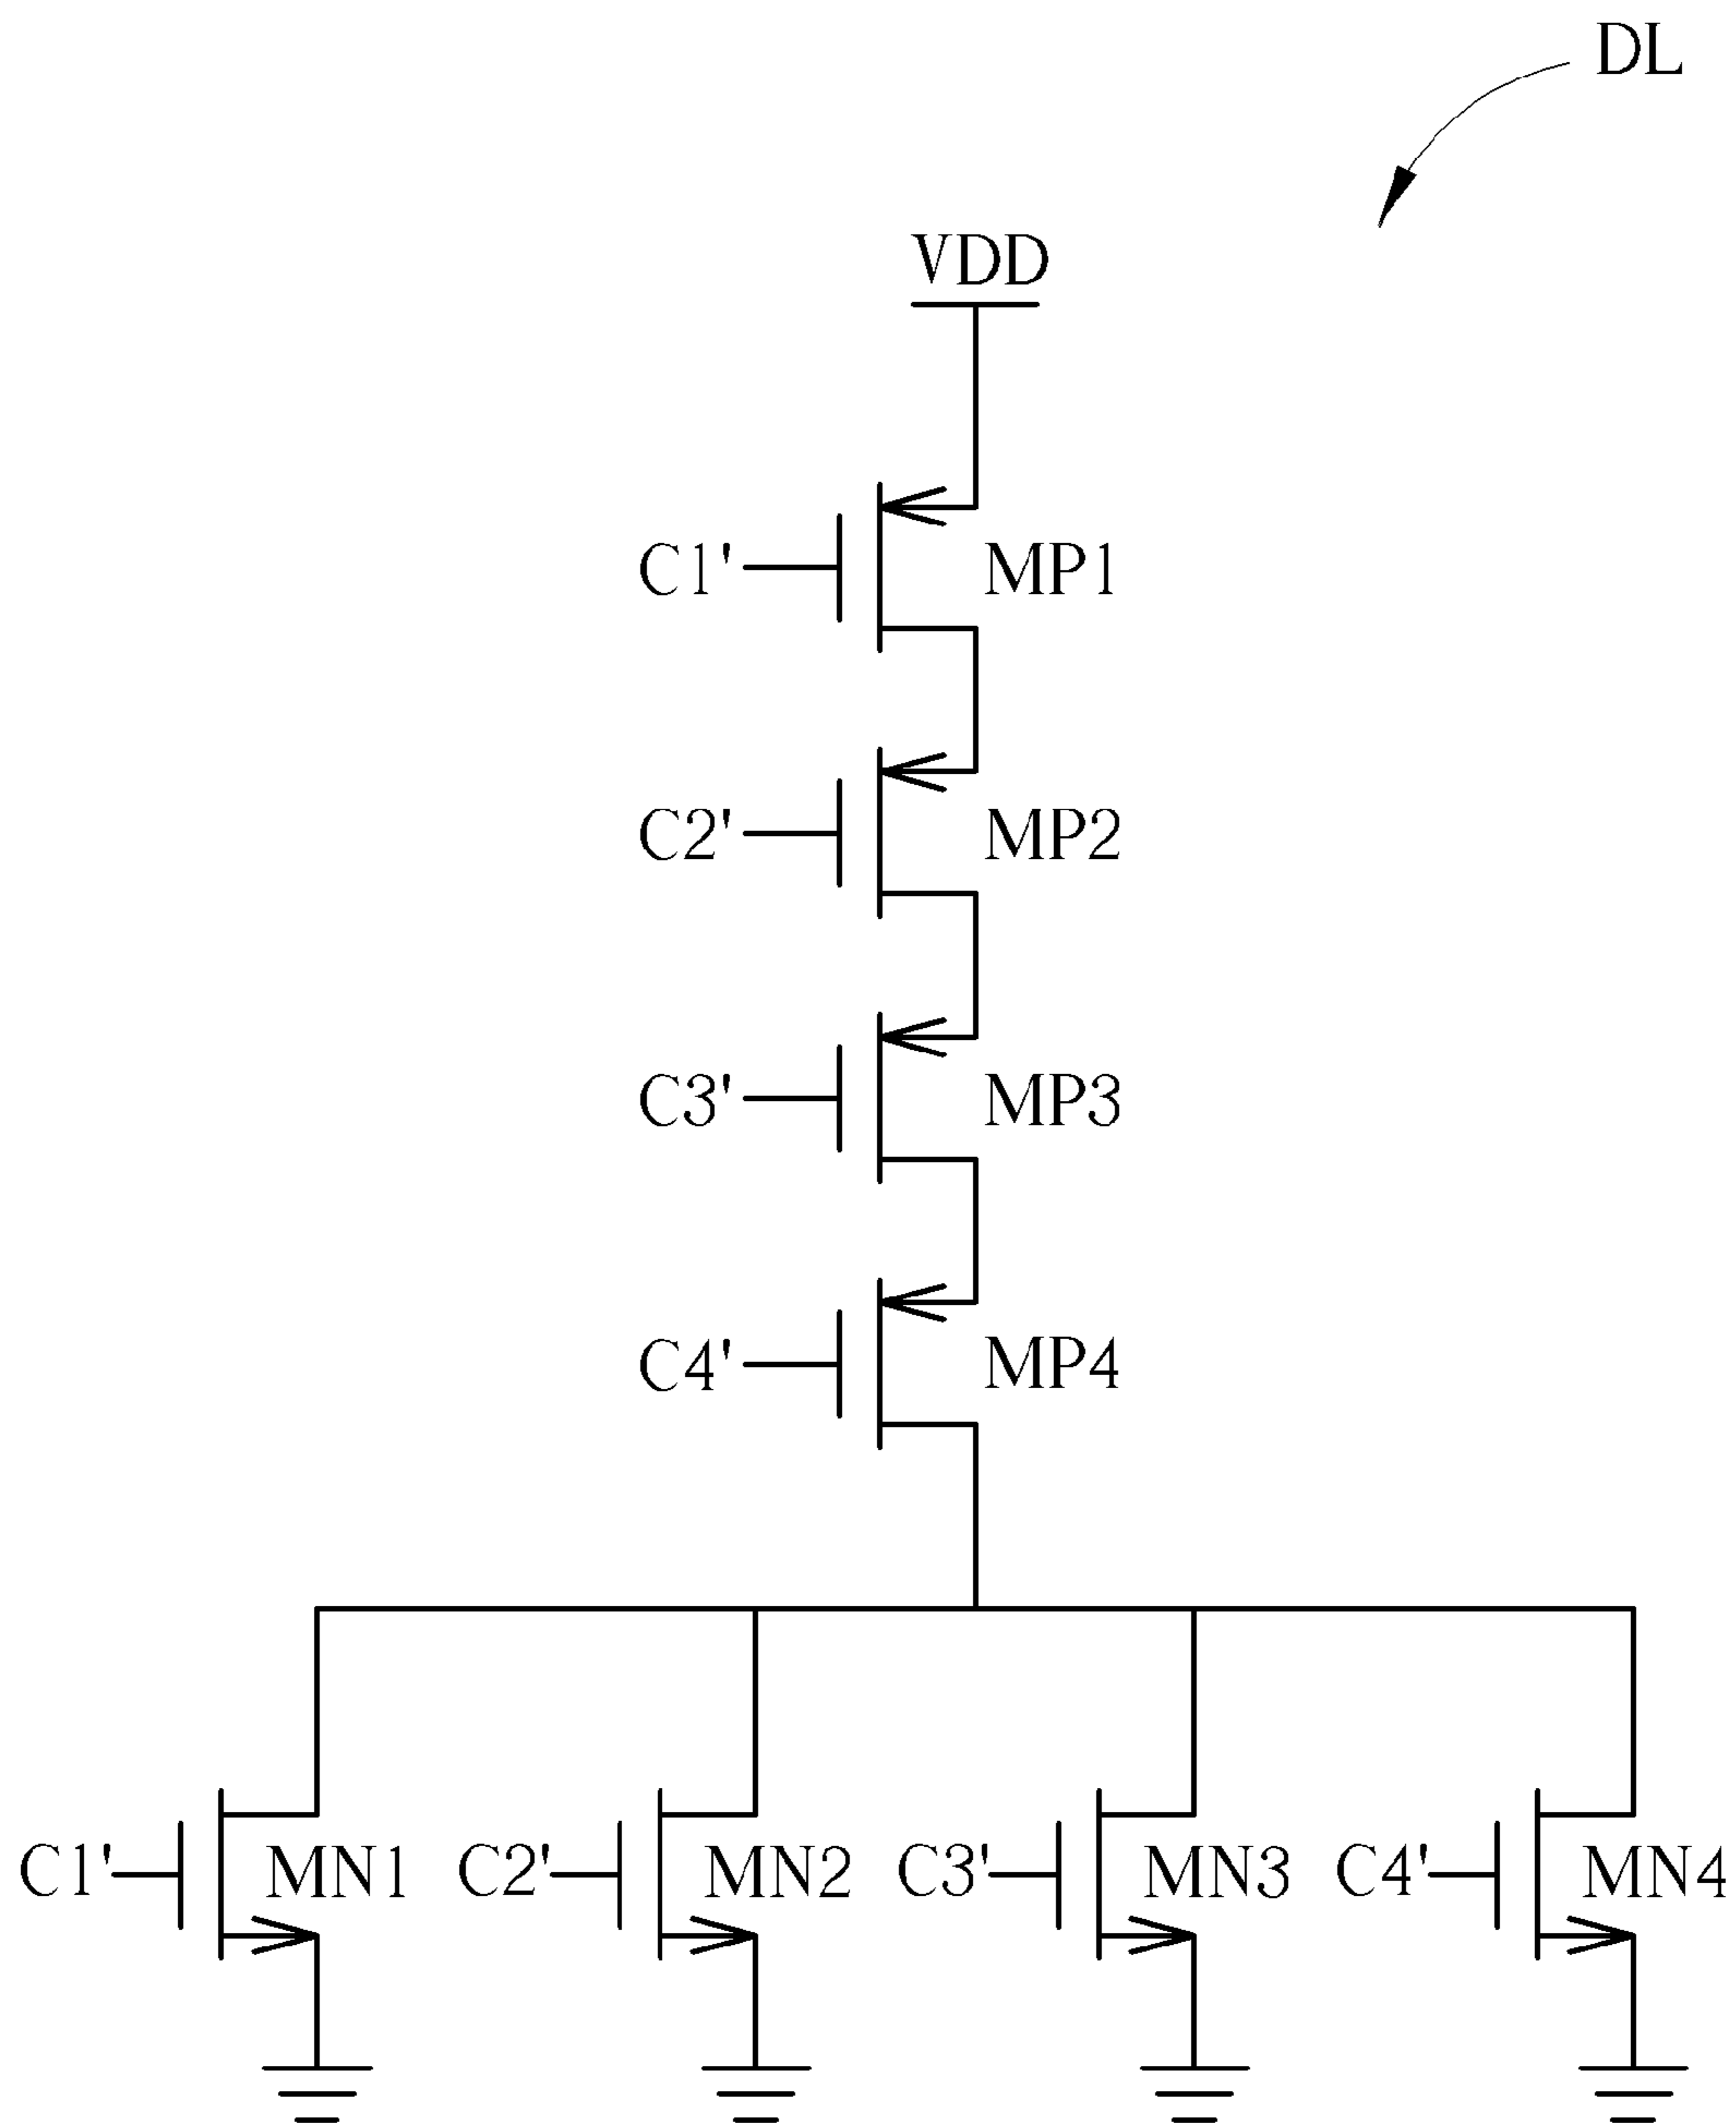 DL
VDD
C1' MP1
C2' MP2
C3' MP3
C4' MP4
C1' MN1 C2' MN2 C3' MN3 C4' MN4